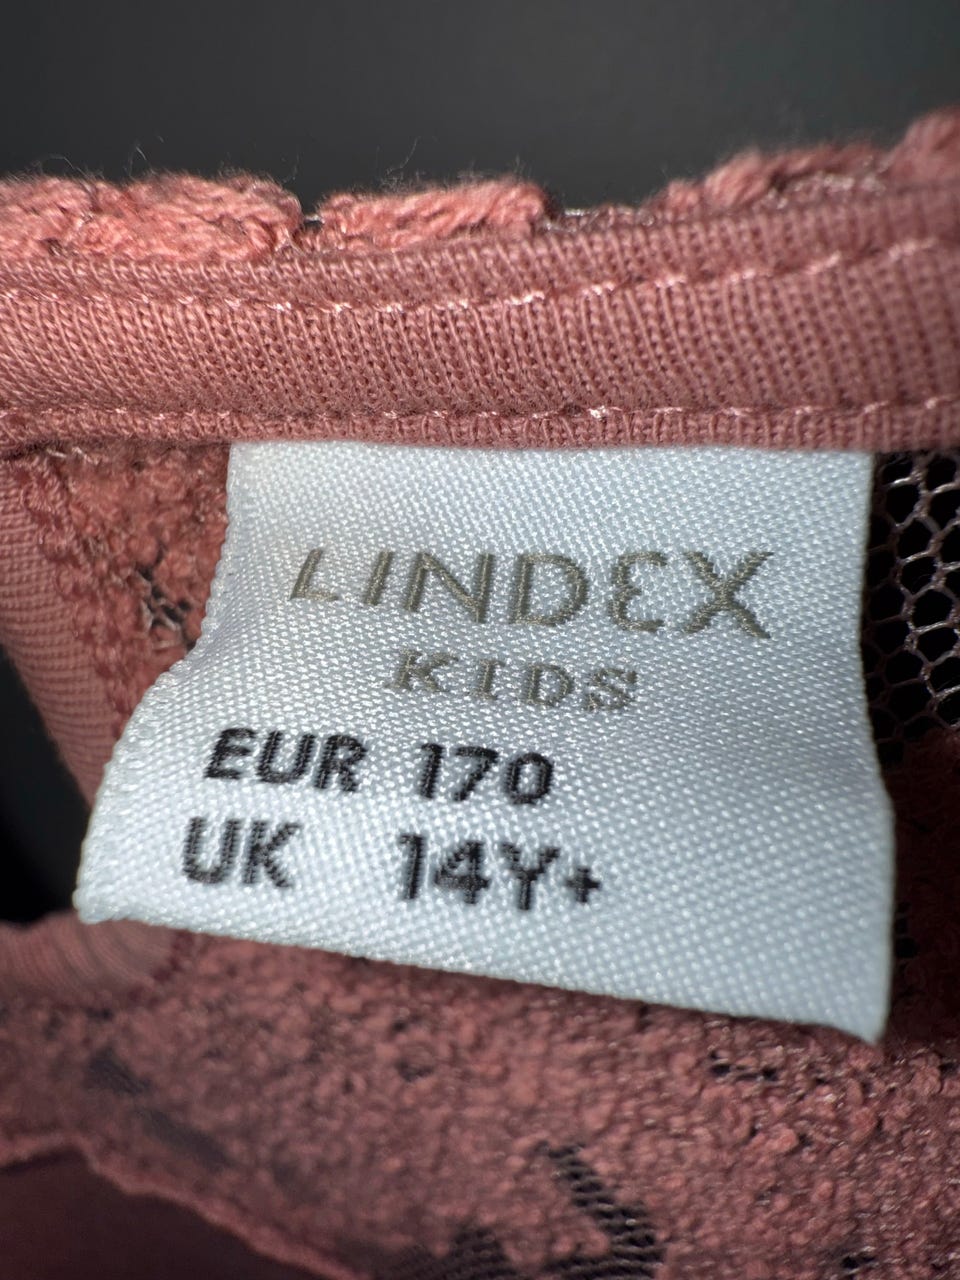 LINDEX
KIDS
EUR 170
UK 14Y+